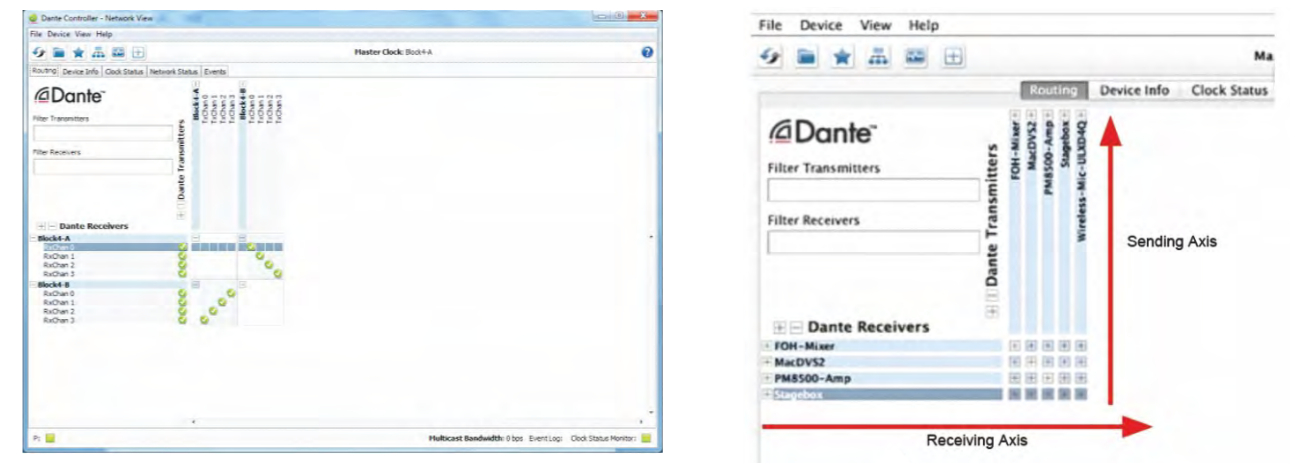 Dante Controller - Network View
File Device View Help
Master Clock: Block4-A
Routing Device Info Clock Status Network Status Events
Dante™
Filter Transmitters
Filter Receivers
Dante Transmitters
Block4-A
TxChan 0
TxChan 1
TxChan 2
TxChan 3
Block4-B
TxChan 0
TxChan 1
TxChan 2
TxChan 3
Dante Receivers
Block4-A
RxChan 0
RxChan 1
RxChan 2
RxChan 3
Block4-B
RxChan 0
RxChan 1
RxChan 2
RxChan 3
P:
Multicast Bandwidth: 0 bps Event Log: Clock Status Monitor:
File Device View Help
Ma
Routing Device Info Clock Status
Dante™
Filter Transmitters
Filter Receivers
Dante Transmitters
FOH-Mixer
MacDVS2
PM8500-Amp
Stagebox
Wireless-Mic-ULXD4Q
Sending Axis
Dante Receivers
FOH-Mixer
MacDVS2
PM8500-Amp
Stagebox
Receiving Axis